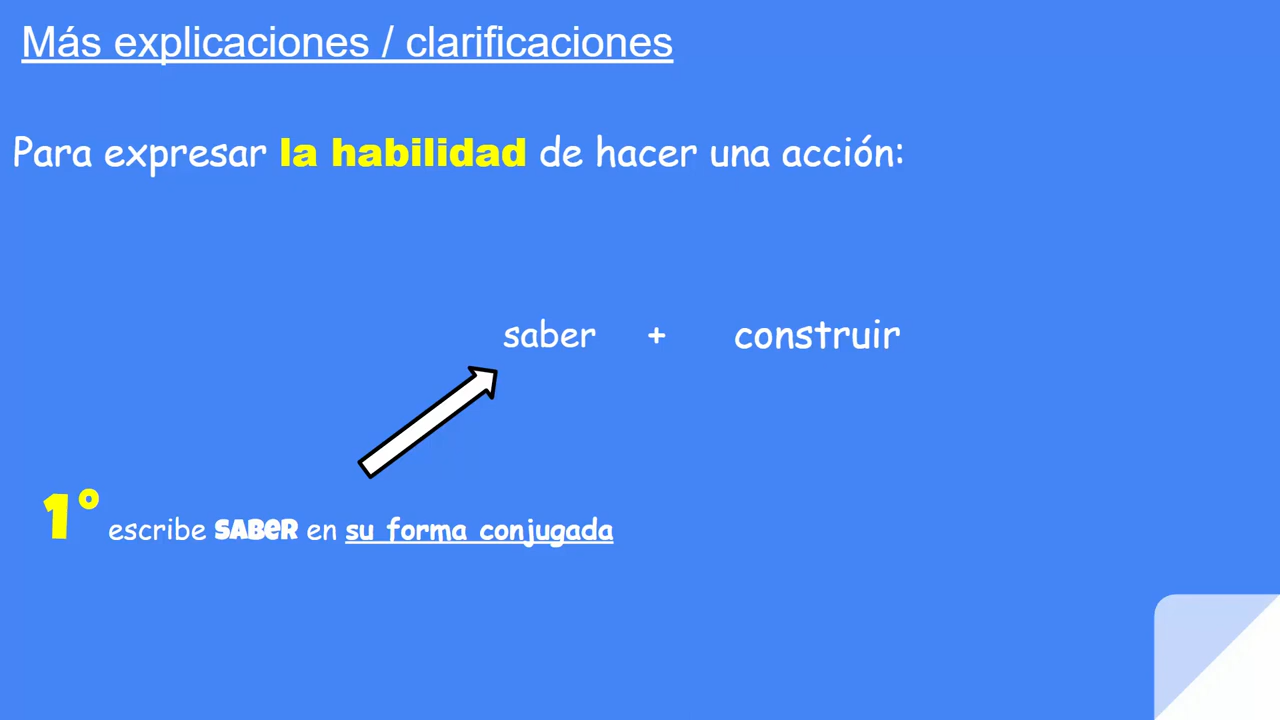 Más explicaciones / clarificaciones
Para expresar la habilidad de hacer una acción:
saber + construir
1° escribe SABER en su forma conjugada